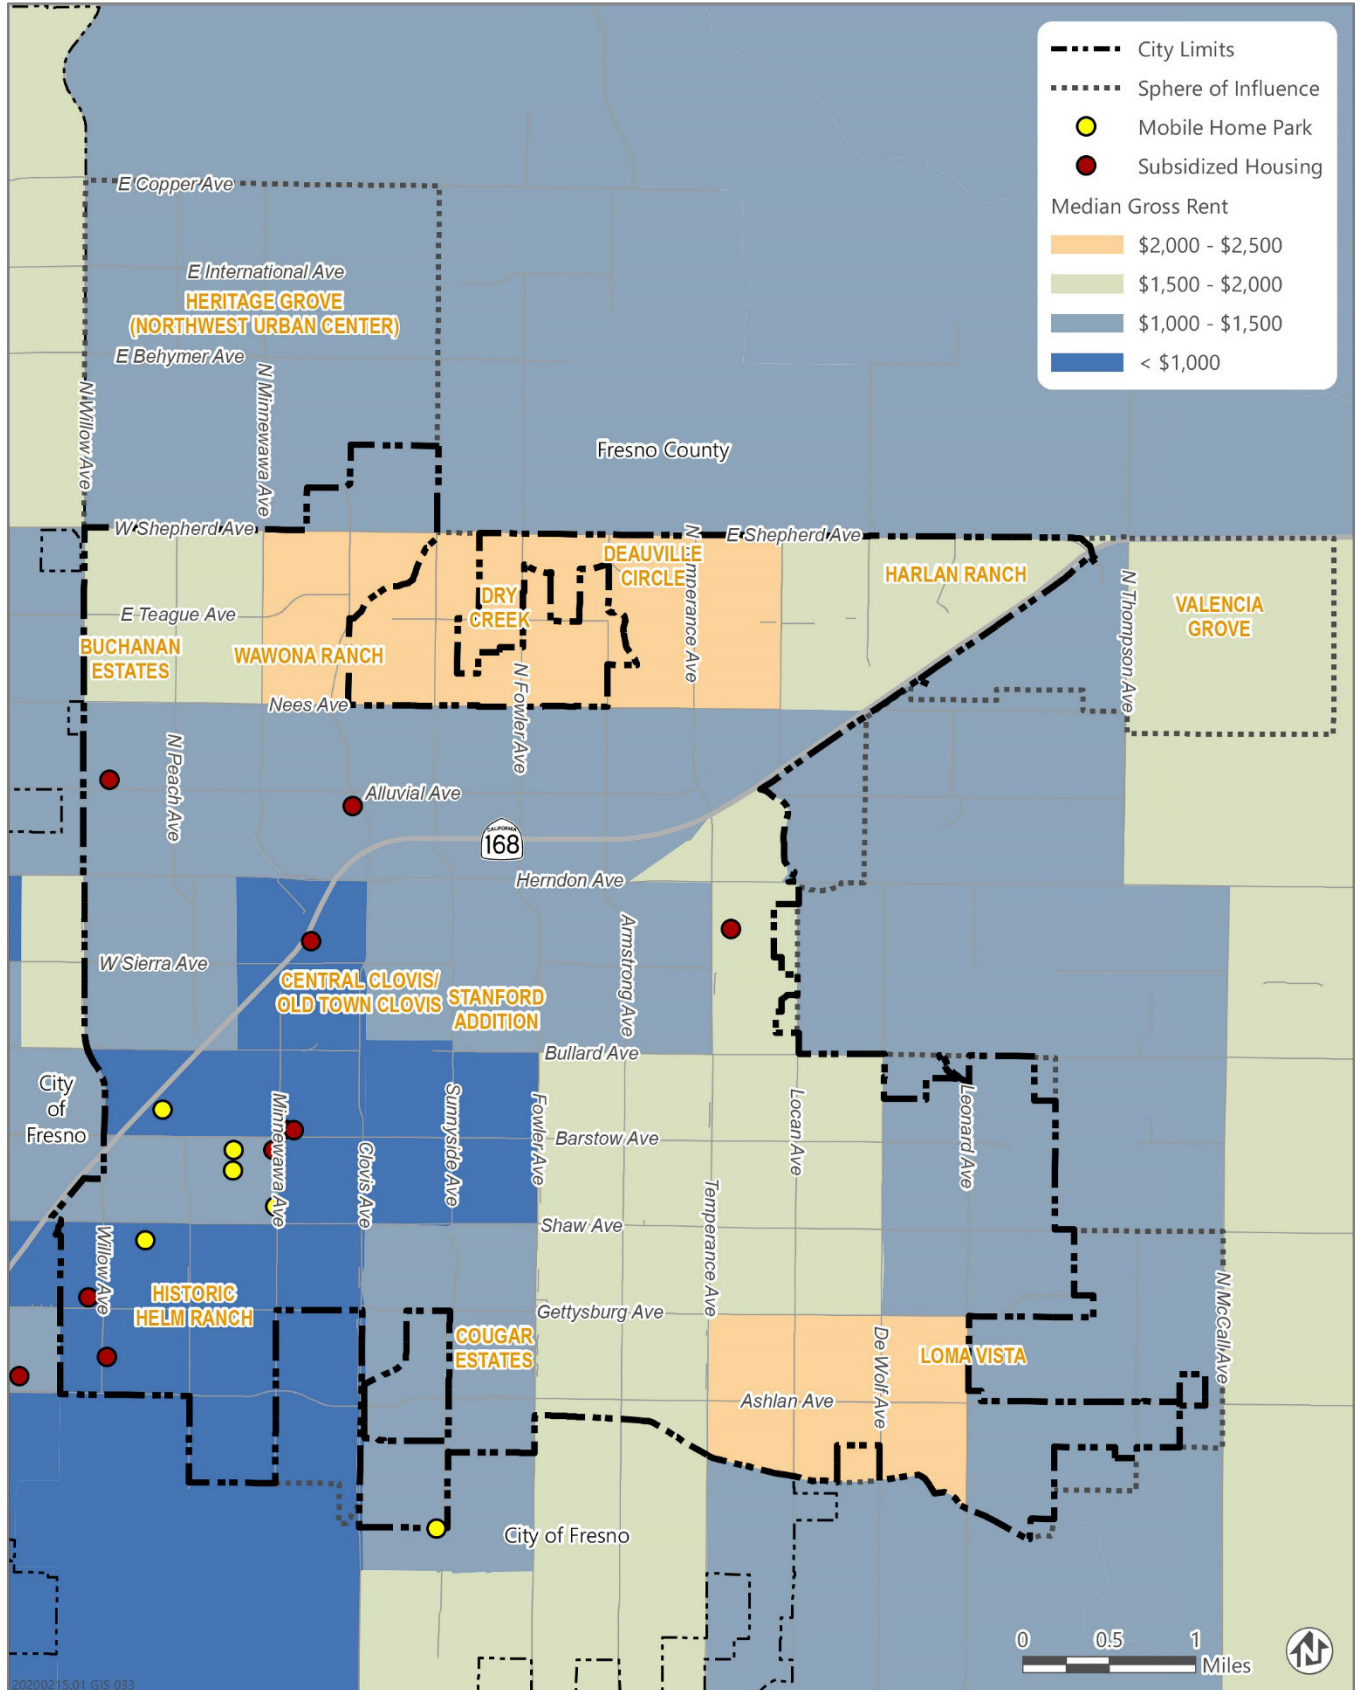 City Limits
Sphere of Influence
Mobile Home Park
Subsidized Housing
Median Gross Rent
$2,000 - $2,500
$1,500 - $2,000
$1,000 - $1,500
< $1,000
E Copper Ave
E International Ave
HERITAGE GROVE
(NORTHWEST URBAN CENTER)
E Behymer Ave
N Willow Ave
N Minnewawa Ave
Fresno County
W Shepherd Ave
E Shepherd Ave
N Temperance Ave
DEAUVILLE
CIRCLE
HARLAN RANCH
N Thompson Ave
VALENCIA
GROVE
DRY
CREEK
E Teague Ave
BUCHANAN
ESTATES
WAWONA RANCH
Nees Ave
N Fowler Ave
N Peach Ave
Alluvial Ave
CALIFORNIA
168
Herndon Ave
Armstrong Ave
W Sierra Ave
CENTRAL CLOVIS/
OLD TOWN CLOVIS
STANFORD
ADDITION
Bullard Ave
City
of
Fresno
Minnewawa Ave
Clovis Ave
Sunnyside Ave
Fowler Ave
Barstow Ave
Locan Ave
Leonard Ave
Temperance Ave
Shaw Ave
Willow Ave
HISTORIC
HELM RANCH
Gettysburg Ave
COUGAR
ESTATES
De Wolf Ave
LOMA VISTA
N McCall Ave
Ashlan Ave
City of Fresno
0 0.5 1
Miles
N
20200215.01 GIS 033